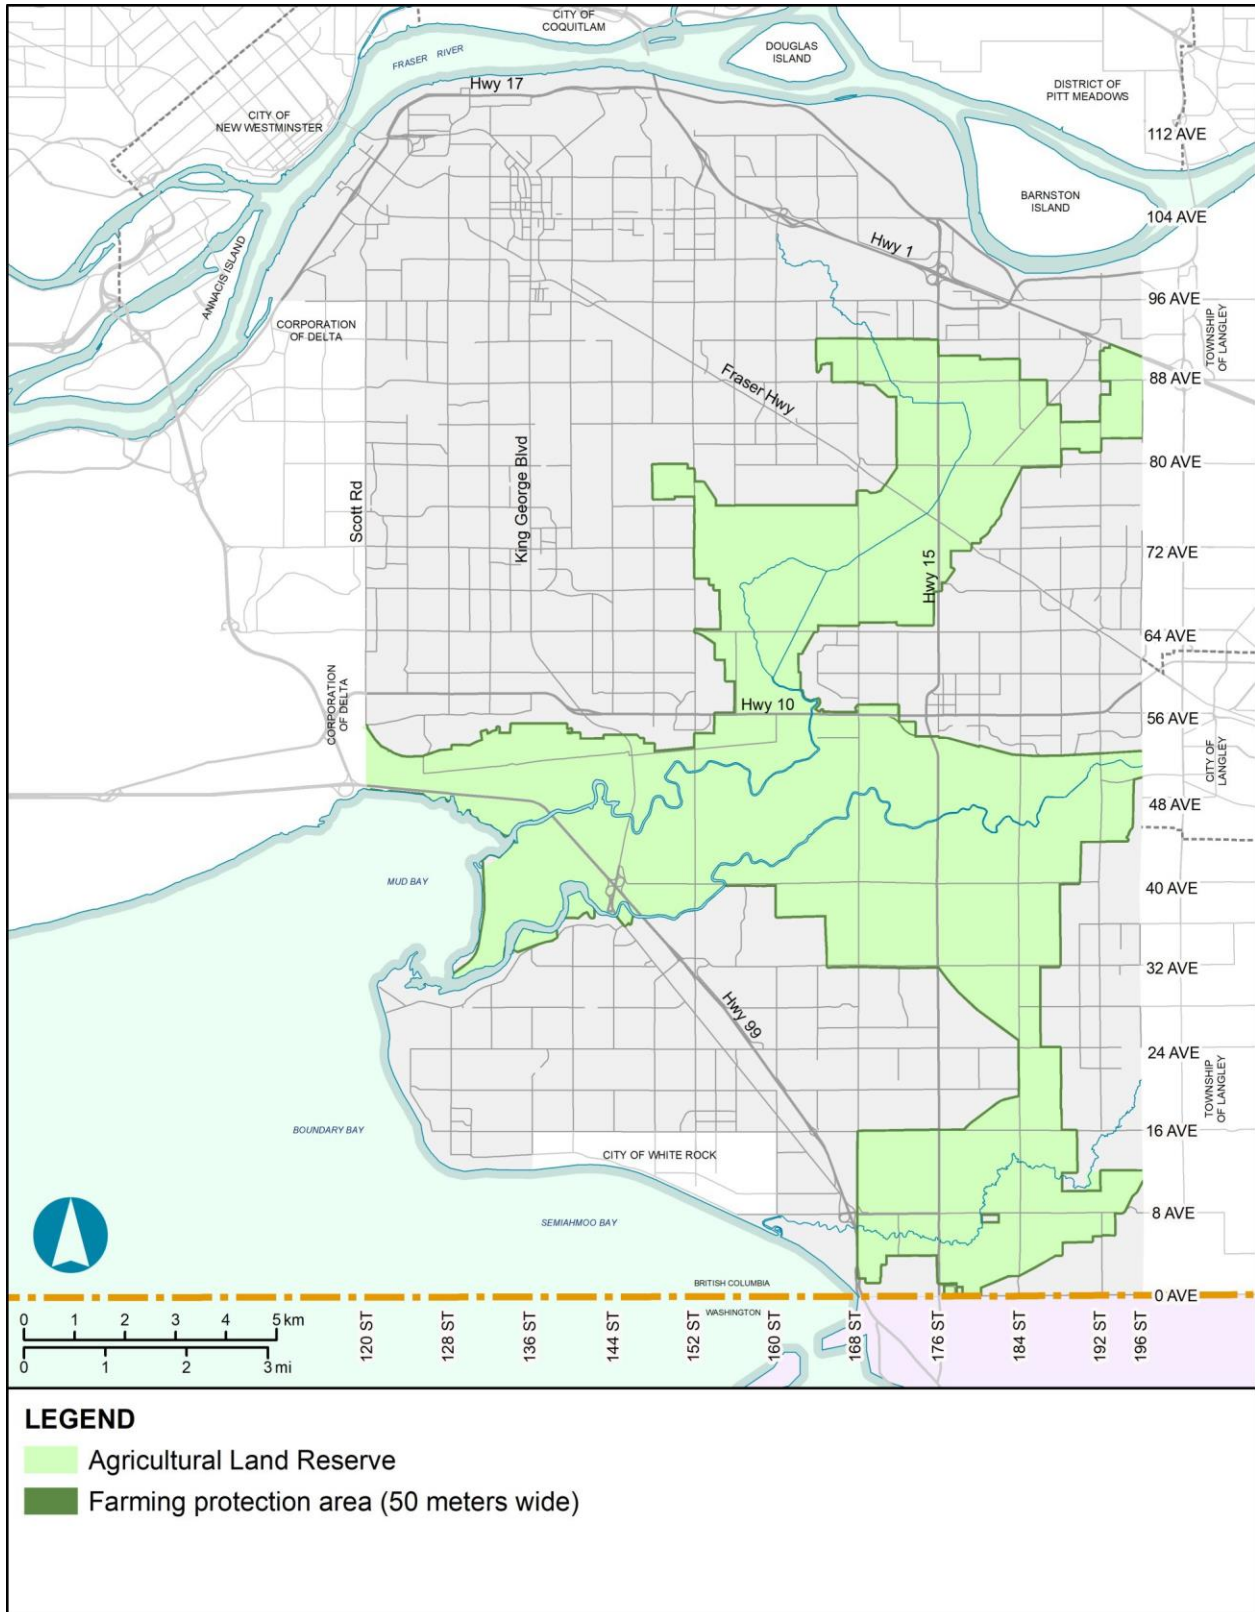 CITY OF
COQUITLAM
FRASER RIVER
DOUGLAS
ISLAND
Hwy 17
DISTRICT OF
PITT MEADOWS
CITY OF
NEW WESTMINSTER
112 AVE
BARNSTON
ISLAND
104 AVE
Hwy 1
ANNACIS ISLAND
96 AVE
CORPORATION
OF DELTA
TOWNSHIP
OF LANGLEY
88 AVE
Fraser Hwy
80 AVE
King George Blvd
Scott Rd
72 AVE
Hwy 15
64 AVE
CORPORATION
OF DELTA
Hwy 10
56 AVE
CITY OF
LANGLEY
48 AVE
MUD BAY
40 AVE
32 AVE
Hwy 99
24 AVE
TOWNSHIP
OF LANGLEY
BOUNDARY BAY
16 AVE
CITY OF WHITE ROCK
8 AVE
SEMIAHMOO BAY
BRITISH COLUMBIA
0 AVE
WASHINGTON
0 1 2 3 4 5 km
0 1 2 3 mi
120 ST
128 ST
136 ST
144 ST
152 ST
160 ST
168 ST
176 ST
184 ST
192 ST
196 ST
LEGEND
Agricultural Land Reserve
Farming protection area (50 meters wide)